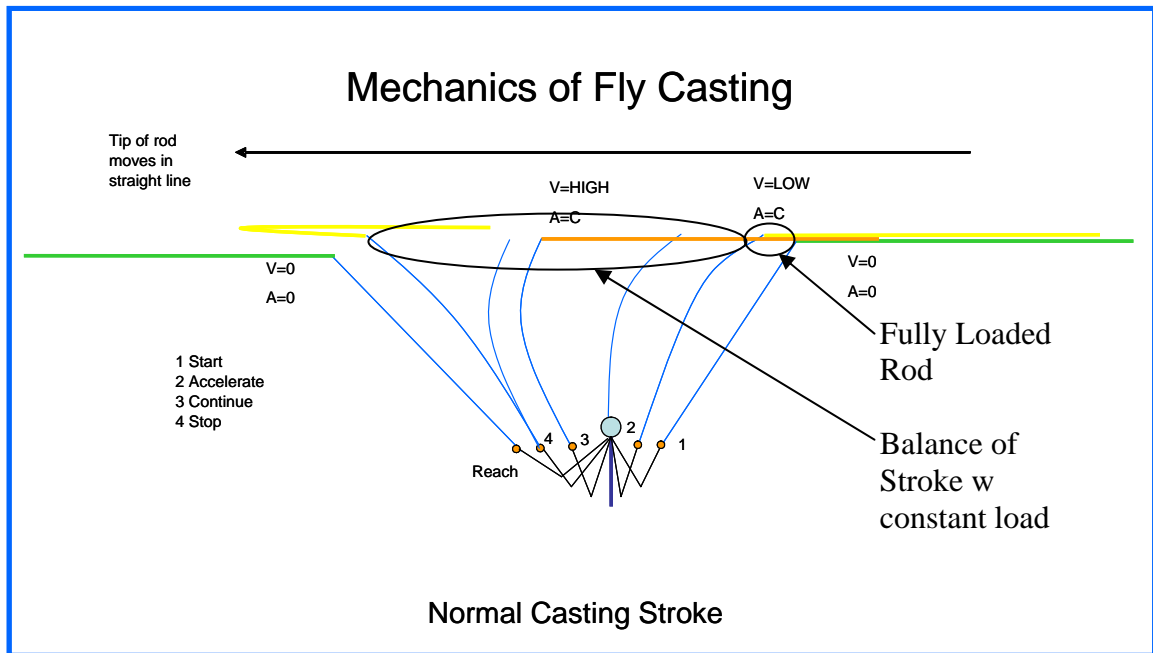 Mechanics of Fly Casting
Tip of rod
moves in
straight line
V=HIGH
A=C
V=LOW
A=C
V=0
A=0
V=0
A=0
Fully Loaded
Rod
1 Start
2 Accelerate
3 Continue
4 Stop
4
3
2
1
Reach
Balance of
Stroke w
constant load
Normal Casting Stroke